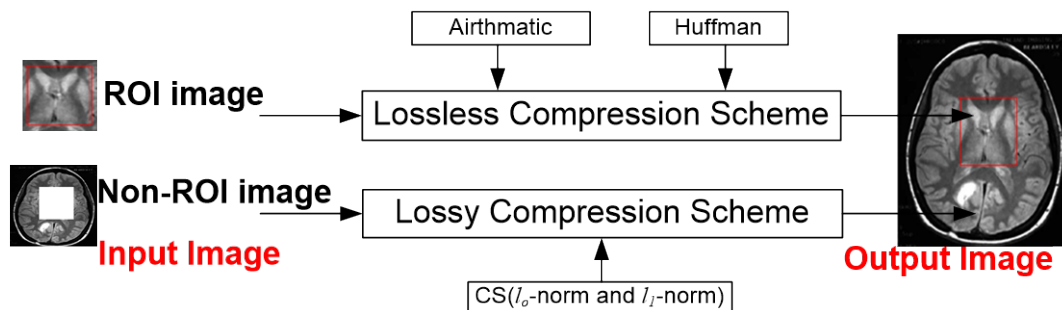 Airthmatic
Huffman
ROI image
Lossless Compression Scheme
Non-ROI image
Lossy Compression Scheme
Input Image
Output Image
CS(lo-norm and l1-norm)